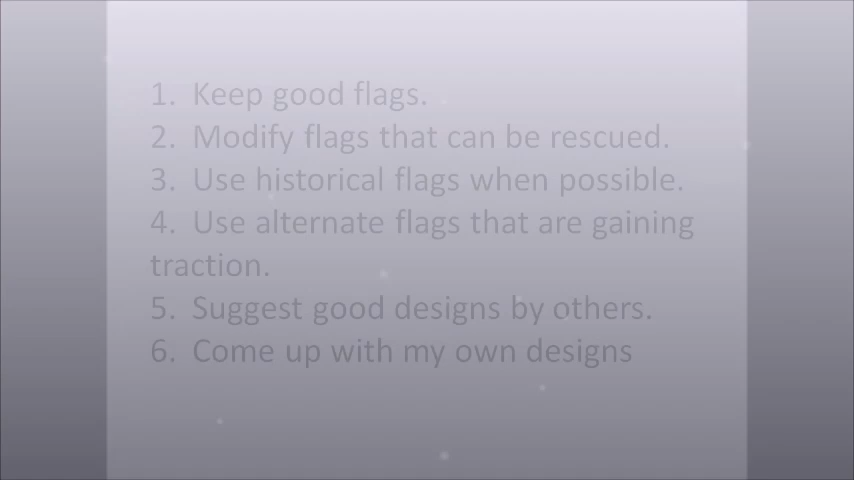 1. Keep good flags.
2. Modify flags that can be rescued.
3. Use historical flags when possible.
4. Use alternate flags that are gaining
traction.
5. Suggest good designs by others.
6. Come up with my own designs